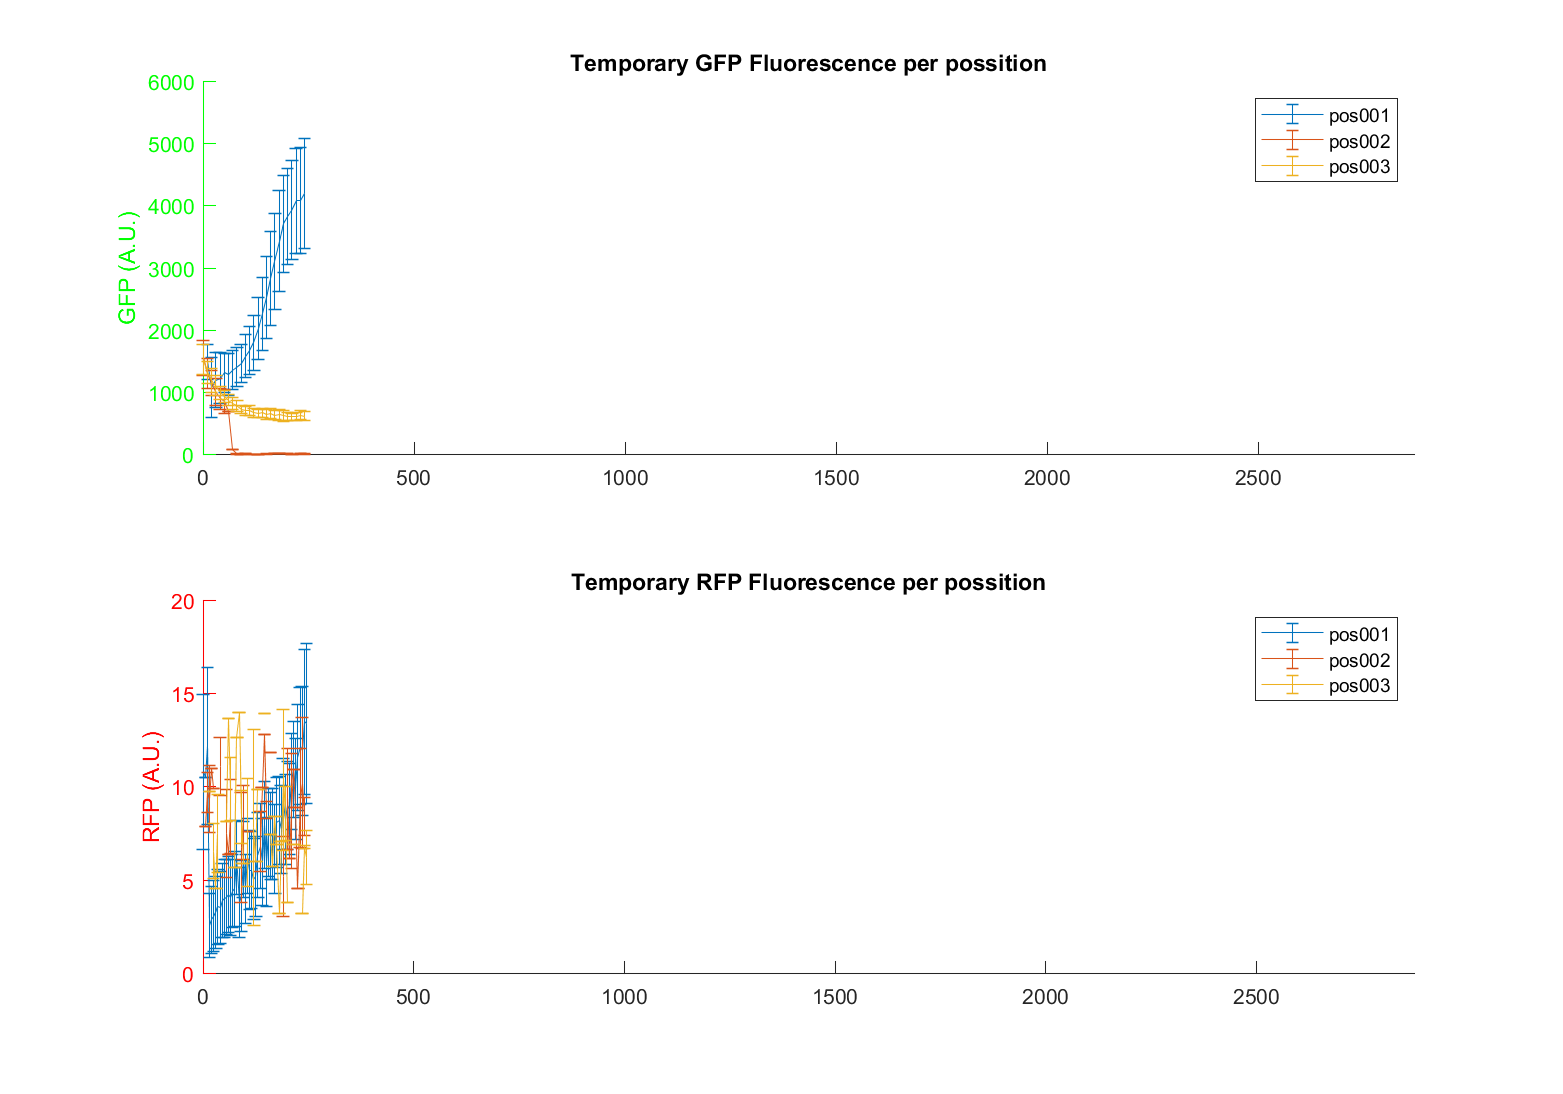 Temporary GFP Fluorescence per possition
6000
5000
4000
3000
2000
1000
0
GFP (A.U.)
pos001
pos002
pos003
0 500 1000 1500 2000 2500
Temporary RFP Fluorescence per possition
20
15
10
5
0
RFP (A.U.)
pos001
pos002
pos003
0 500 1000 1500 2000 2500